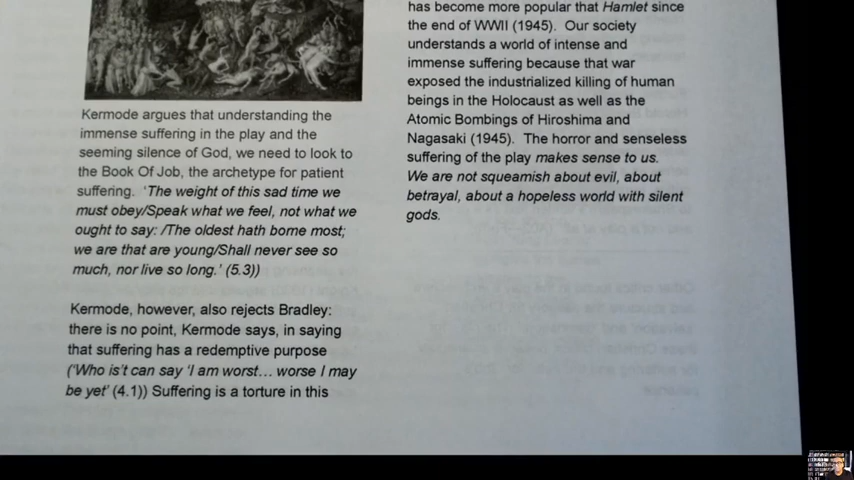 Kermode argues that understanding the
immense suffering in the play and the
seeming silence of God, we need to look to
the Book Of Job, the archetype for patient
suffering. 'The weight of this sad time we
must obey/Speak what we feel, not what we
ought to say: /The oldest hath borne most;
we are that are young/Shall never see so
much, nor live so long.' (5.3))
Kermode, however, also rejects Bradley:
there is no point, Kermode says, in saying
that suffering has a redemptive purpose
('Who is't can say 'I am worst... worse I may
be yet' (4.1)) Suffering is a torture in this
has become more popular that Hamlet since
the end of WWII (1945). Our society
understands a world of intense and
immense suffering because that war
exposed the industrialized killing of human
beings in the Holocaust as well as the
Atomic Bombings of Hiroshima and
Nagasaki (1945). The horror and senseless
suffering of the play makes sense to us.
We are not squeamish about evil, about
betrayal, about a hopeless world with silent
gods.